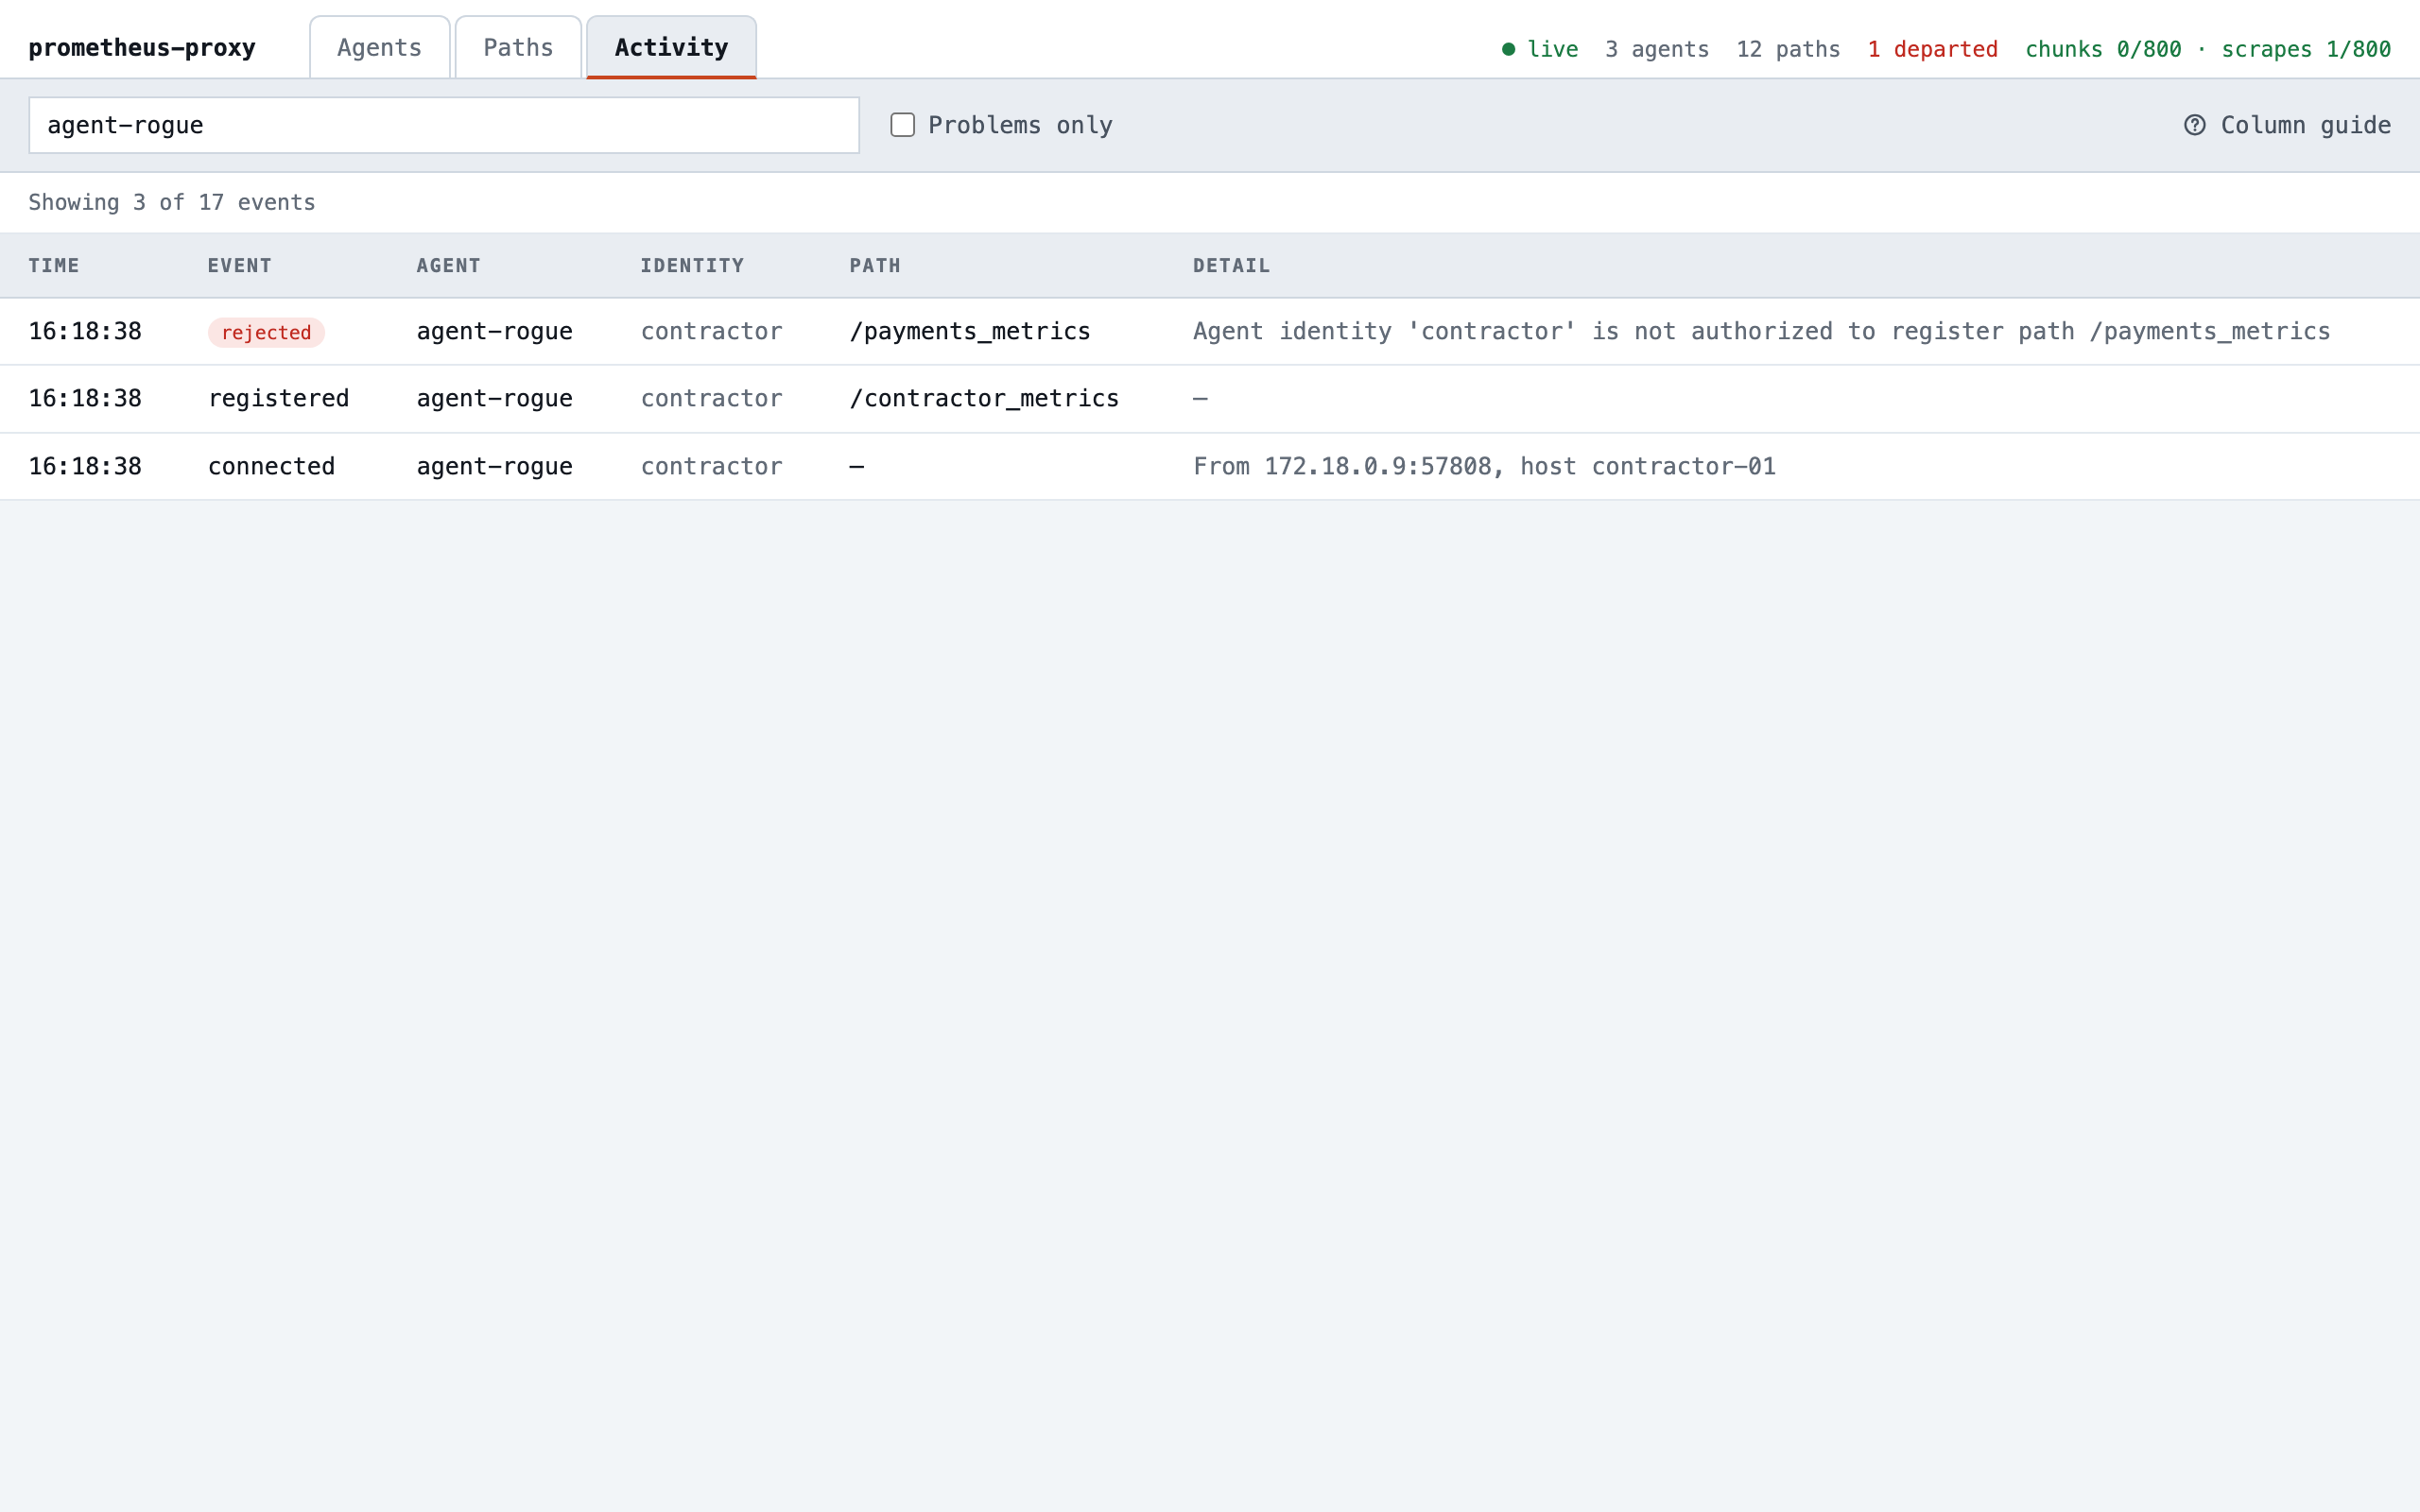 prometheus-proxy Agents Paths Activity ● live 3 agents 12 paths 1 departed chunks 0/800 · scrapes 1/800
agent-rogue Problems only Column guide
Showing 3 of 17 events
TIME EVENT AGENT IDENTITY PATH DETAIL
16:18:38 rejected agent-rogue contractor /payments_metrics Agent identity 'contractor' is not authorized to register path /payments_metrics
16:18:38 registered agent-rogue contractor /contractor_metrics —
16:18:38 connected agent-rogue contractor — From 172.18.0.9:57808, host contractor-01